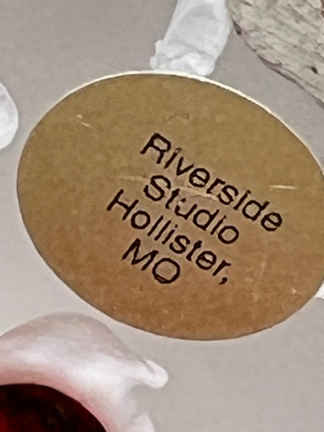 Riverside
Studio
Hollister,
MO